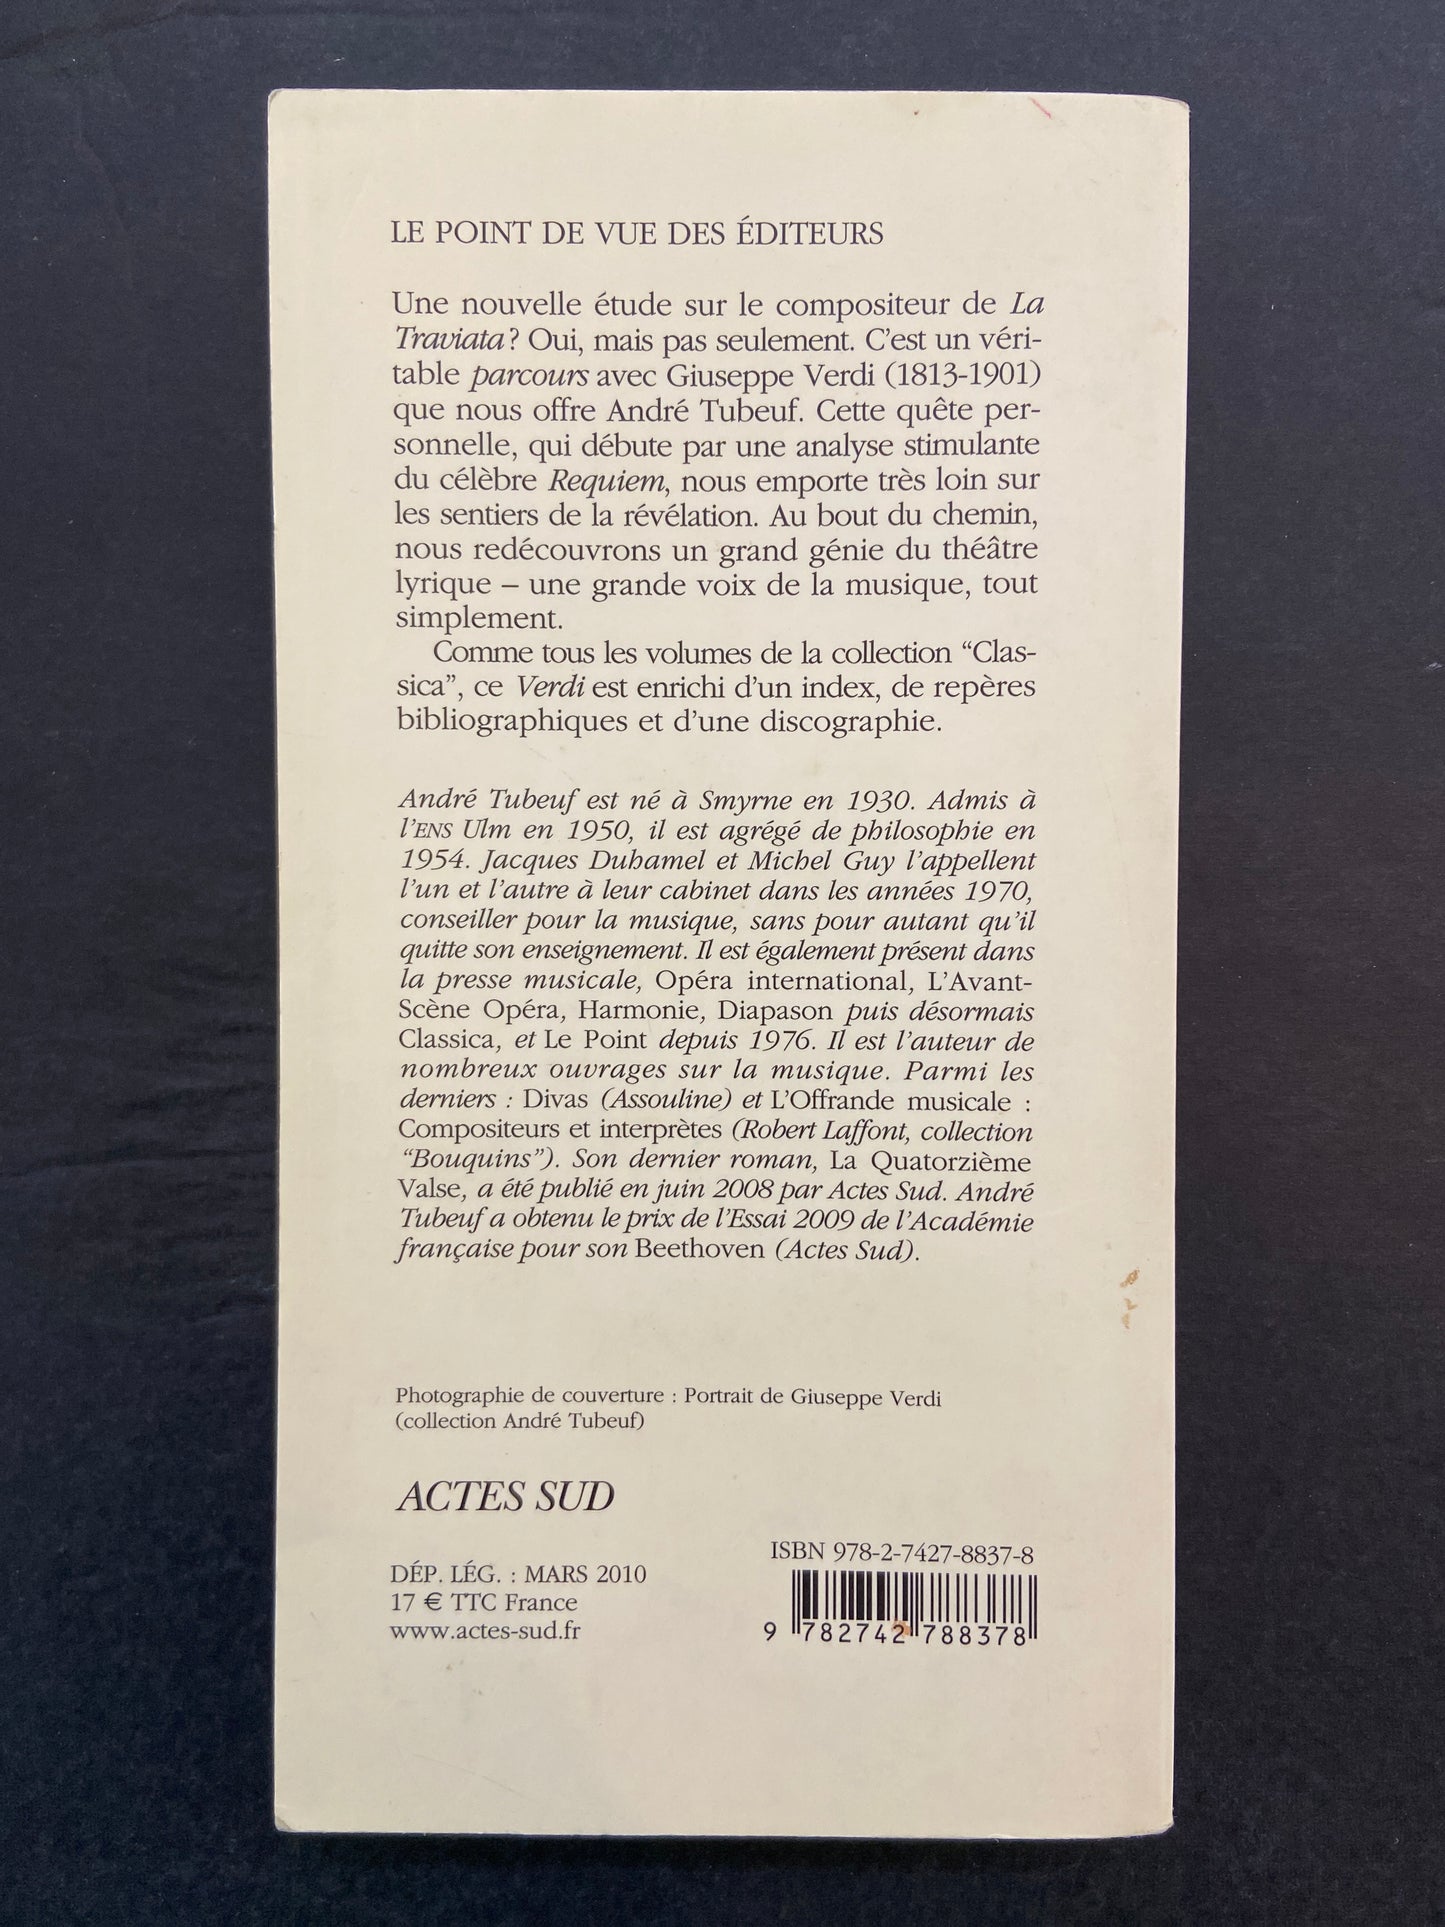 LE POINT DE VUE DES ÉDITEURS
Une nouvelle étude sur le compositeur de La
Traviata ? Oui, mais pas seulement. C’est un véri-
table parcours avec Giuseppe Verdi (1813-1901)
que nous offre André Tubeuf. Cette quête per-
sonnelle, qui débute par une analyse stimulante
du célèbre Requiem, nous emporte très loin sur
les sentiers de la révélation. Au bout du chemin,
nous redécouvrons un grand génie du théâtre
lyrique – une grande voix de la musique, tout
simplement.
Comme tous les volumes de la collection “Clas-
sica”, ce Verdi est enrichi d’un index, de repères
bibliographiques et d’une discographie.
André Tubeuf est né à Smyrne en 1930. Admis à
l’ENS Ulm en 1950, il est agrégé de philosophie en
1954. Jacques Duhamel et Michel Guy l’appellent
l’un et l’autre à leur cabinet dans les années 1970,
conseiller pour la musique, sans pour autant qu’il
quitte son enseignement. Il est également présent dans
la presse musicale, Opéra international, L’Avant-
Scène Opéra, Harmonie, Diapason puis désormais
Classica, et Le Point depuis 1976. Il est l’auteur de
nombreux ouvrages sur la musique. Parmi les
derniers : Divas (Assouline) et L’Offrande musicale :
Compositeurs et interprètes (Robert Laffont, collection
“Bouquins”). Son dernier roman, La Quatorzième
Valse, a été publié en juin 2008 par Actes Sud. André
Tubeuf a obtenu le prix de l’Essai 2009 de l’Académie
française pour son Beethoven (Actes Sud).
Photographie de couverture : Portrait de Giuseppe Verdi
(collection André Tubeuf)
ACTES SUD
DÉP. LÉG. : MARS 2010
17 € TTC France
www.actes-sud.fr
ISBN 978-2-7427-8837-8
9 782742 788378